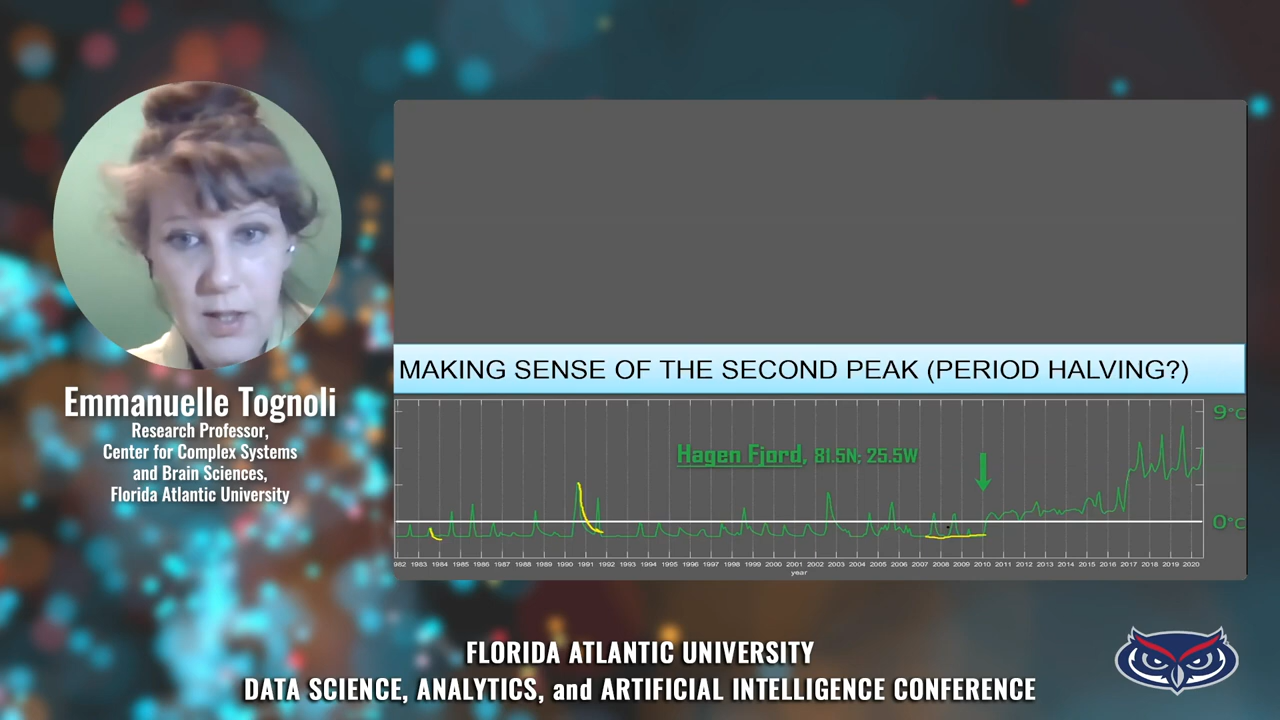 MAKING SENSE OF THE SECOND PEAK (PERIOD HALVING?)
9°c
Hagen Fjord, 81.5N; 25.5W
0°c
982 1983 1984 1985 1986 1987 1988 1989 1990 1991 1992 1993 1994 1995 1996 1997 1998 1999 2000 2001 2002 2003 2004 2005 2006 2007 2008 2009 2010 2011 2012 2013 2014 2015 2016 2017 2018 2019 2020
year
Emmanuelle Tognoli
Research Professor,
Center for Complex Systems
and Brain Sciences,
Florida Atlantic University
FLORIDA ATLANTIC UNIVERSITY
DATA SCIENCE, ANALYTICS, and ARTIFICIAL INTELLIGENCE CONFERENCE